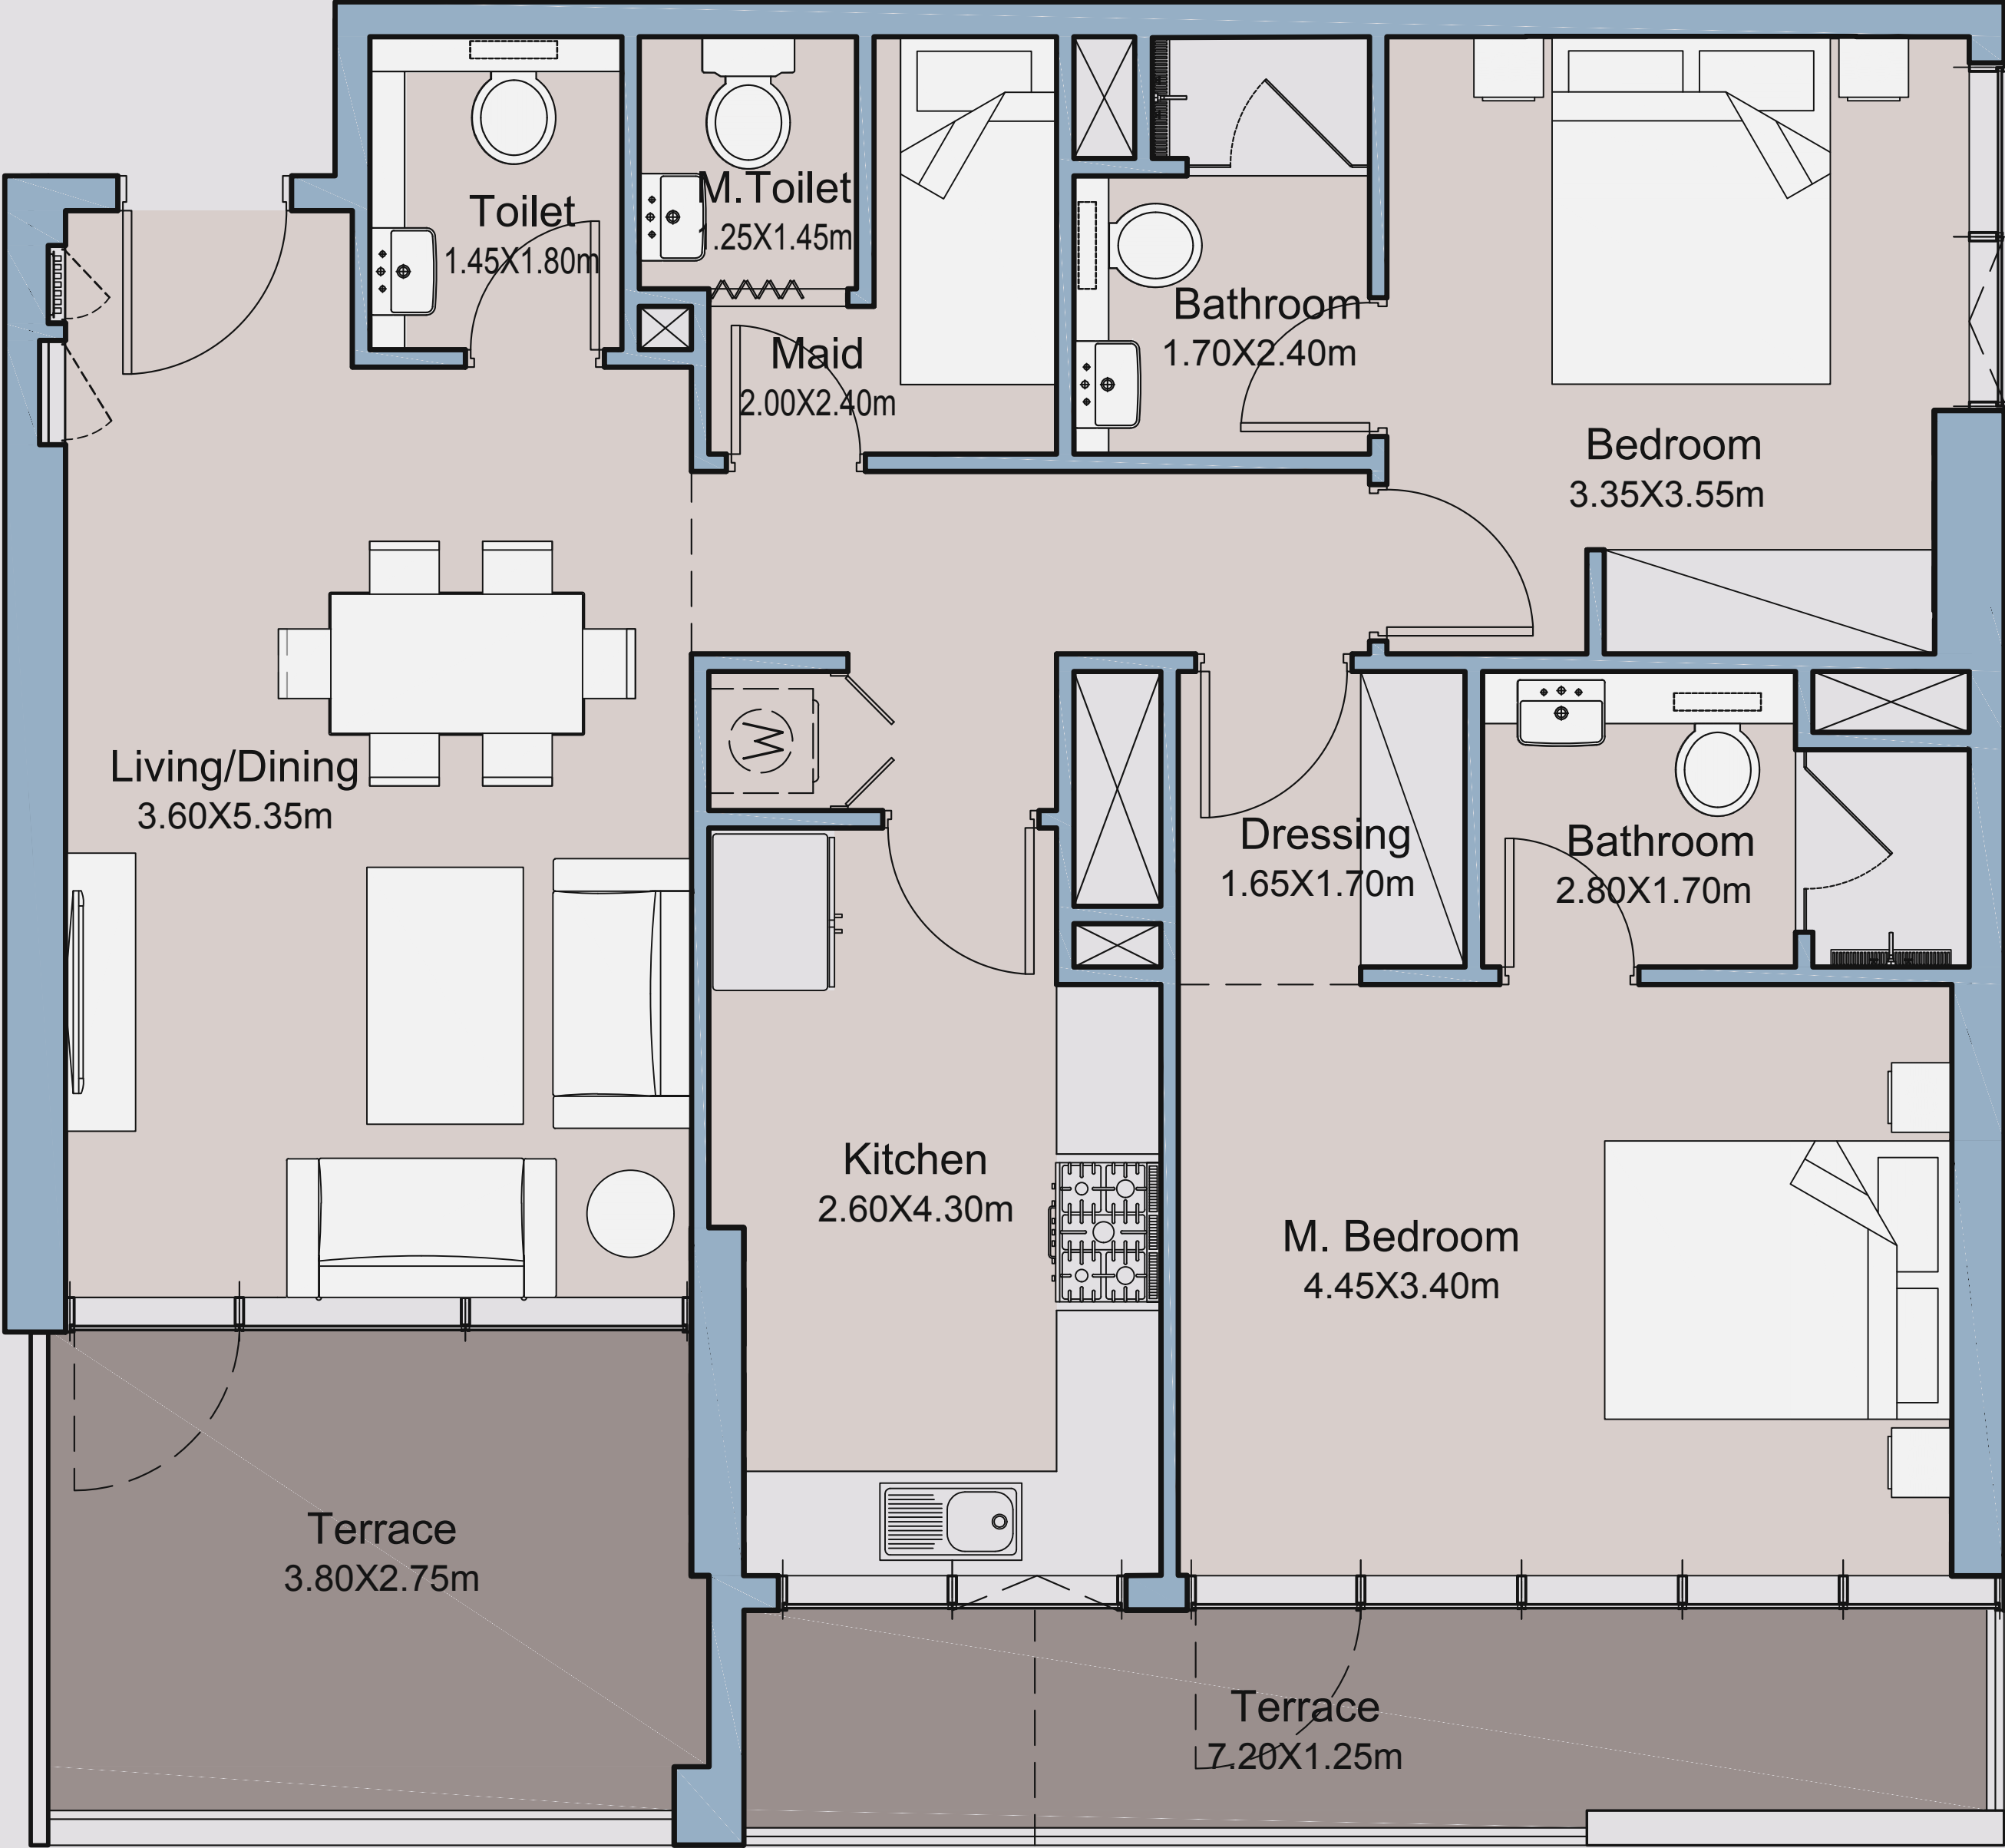 Toilet
1.45X1.80m
M.Toilet
1.25X1.45m
Maid
2.00X2.40m
Bathroom
1.70X2.40m
Bedroom
3.35X3.55m
Living/Dining
3.60X5.35m
W
Dressing
1.65X1.70m
Bathroom
2.80X1.70m
Kitchen
2.60X4.30m
M. Bedroom
4.45X3.40m
Terrace
3.80X2.75m
Terrace
7.20X1.25m